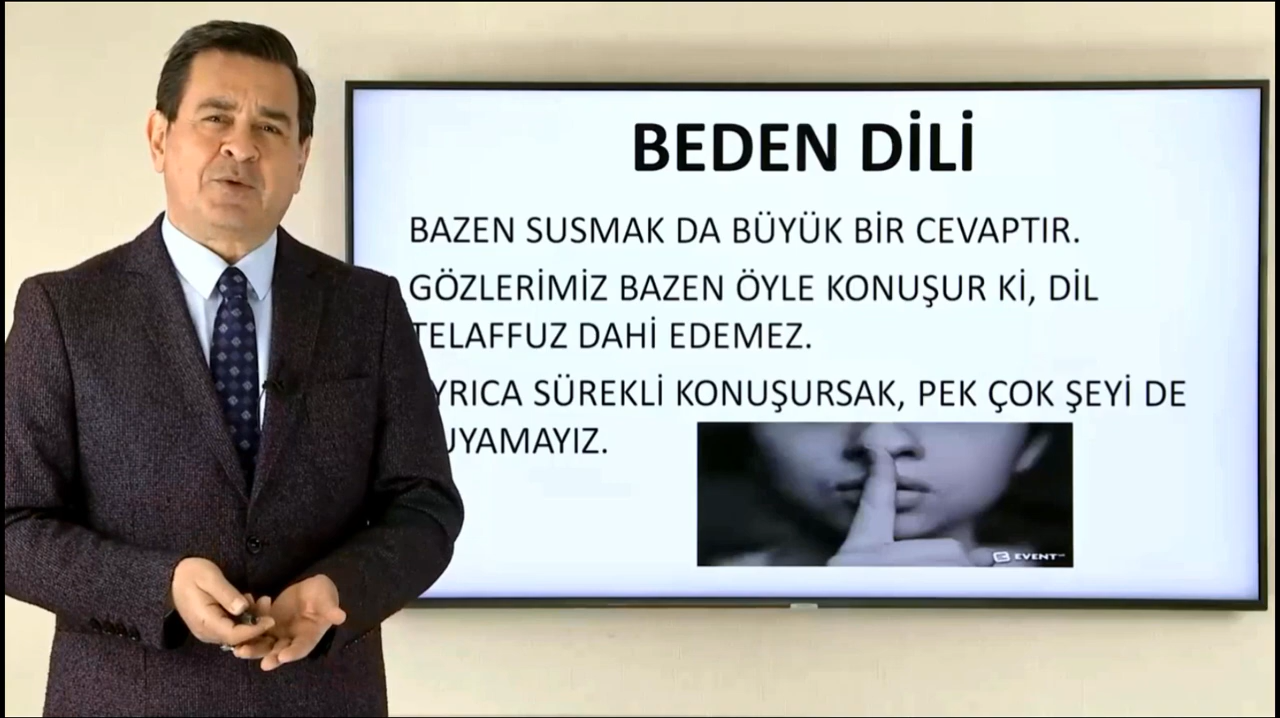 BEDEN DİLİ
BAZEN SUSMAK DA BÜYÜK BİR CEVAPTIR.
GÖZLERİMİZ BAZEN ÖYLE KONUŞUR Kİ, DİL
TELAFFUZ DAHİ EDEMEZ.
SÜREKLİ KONUŞURSAK, PEK ÇOK ŞEYİ DE
EVENT